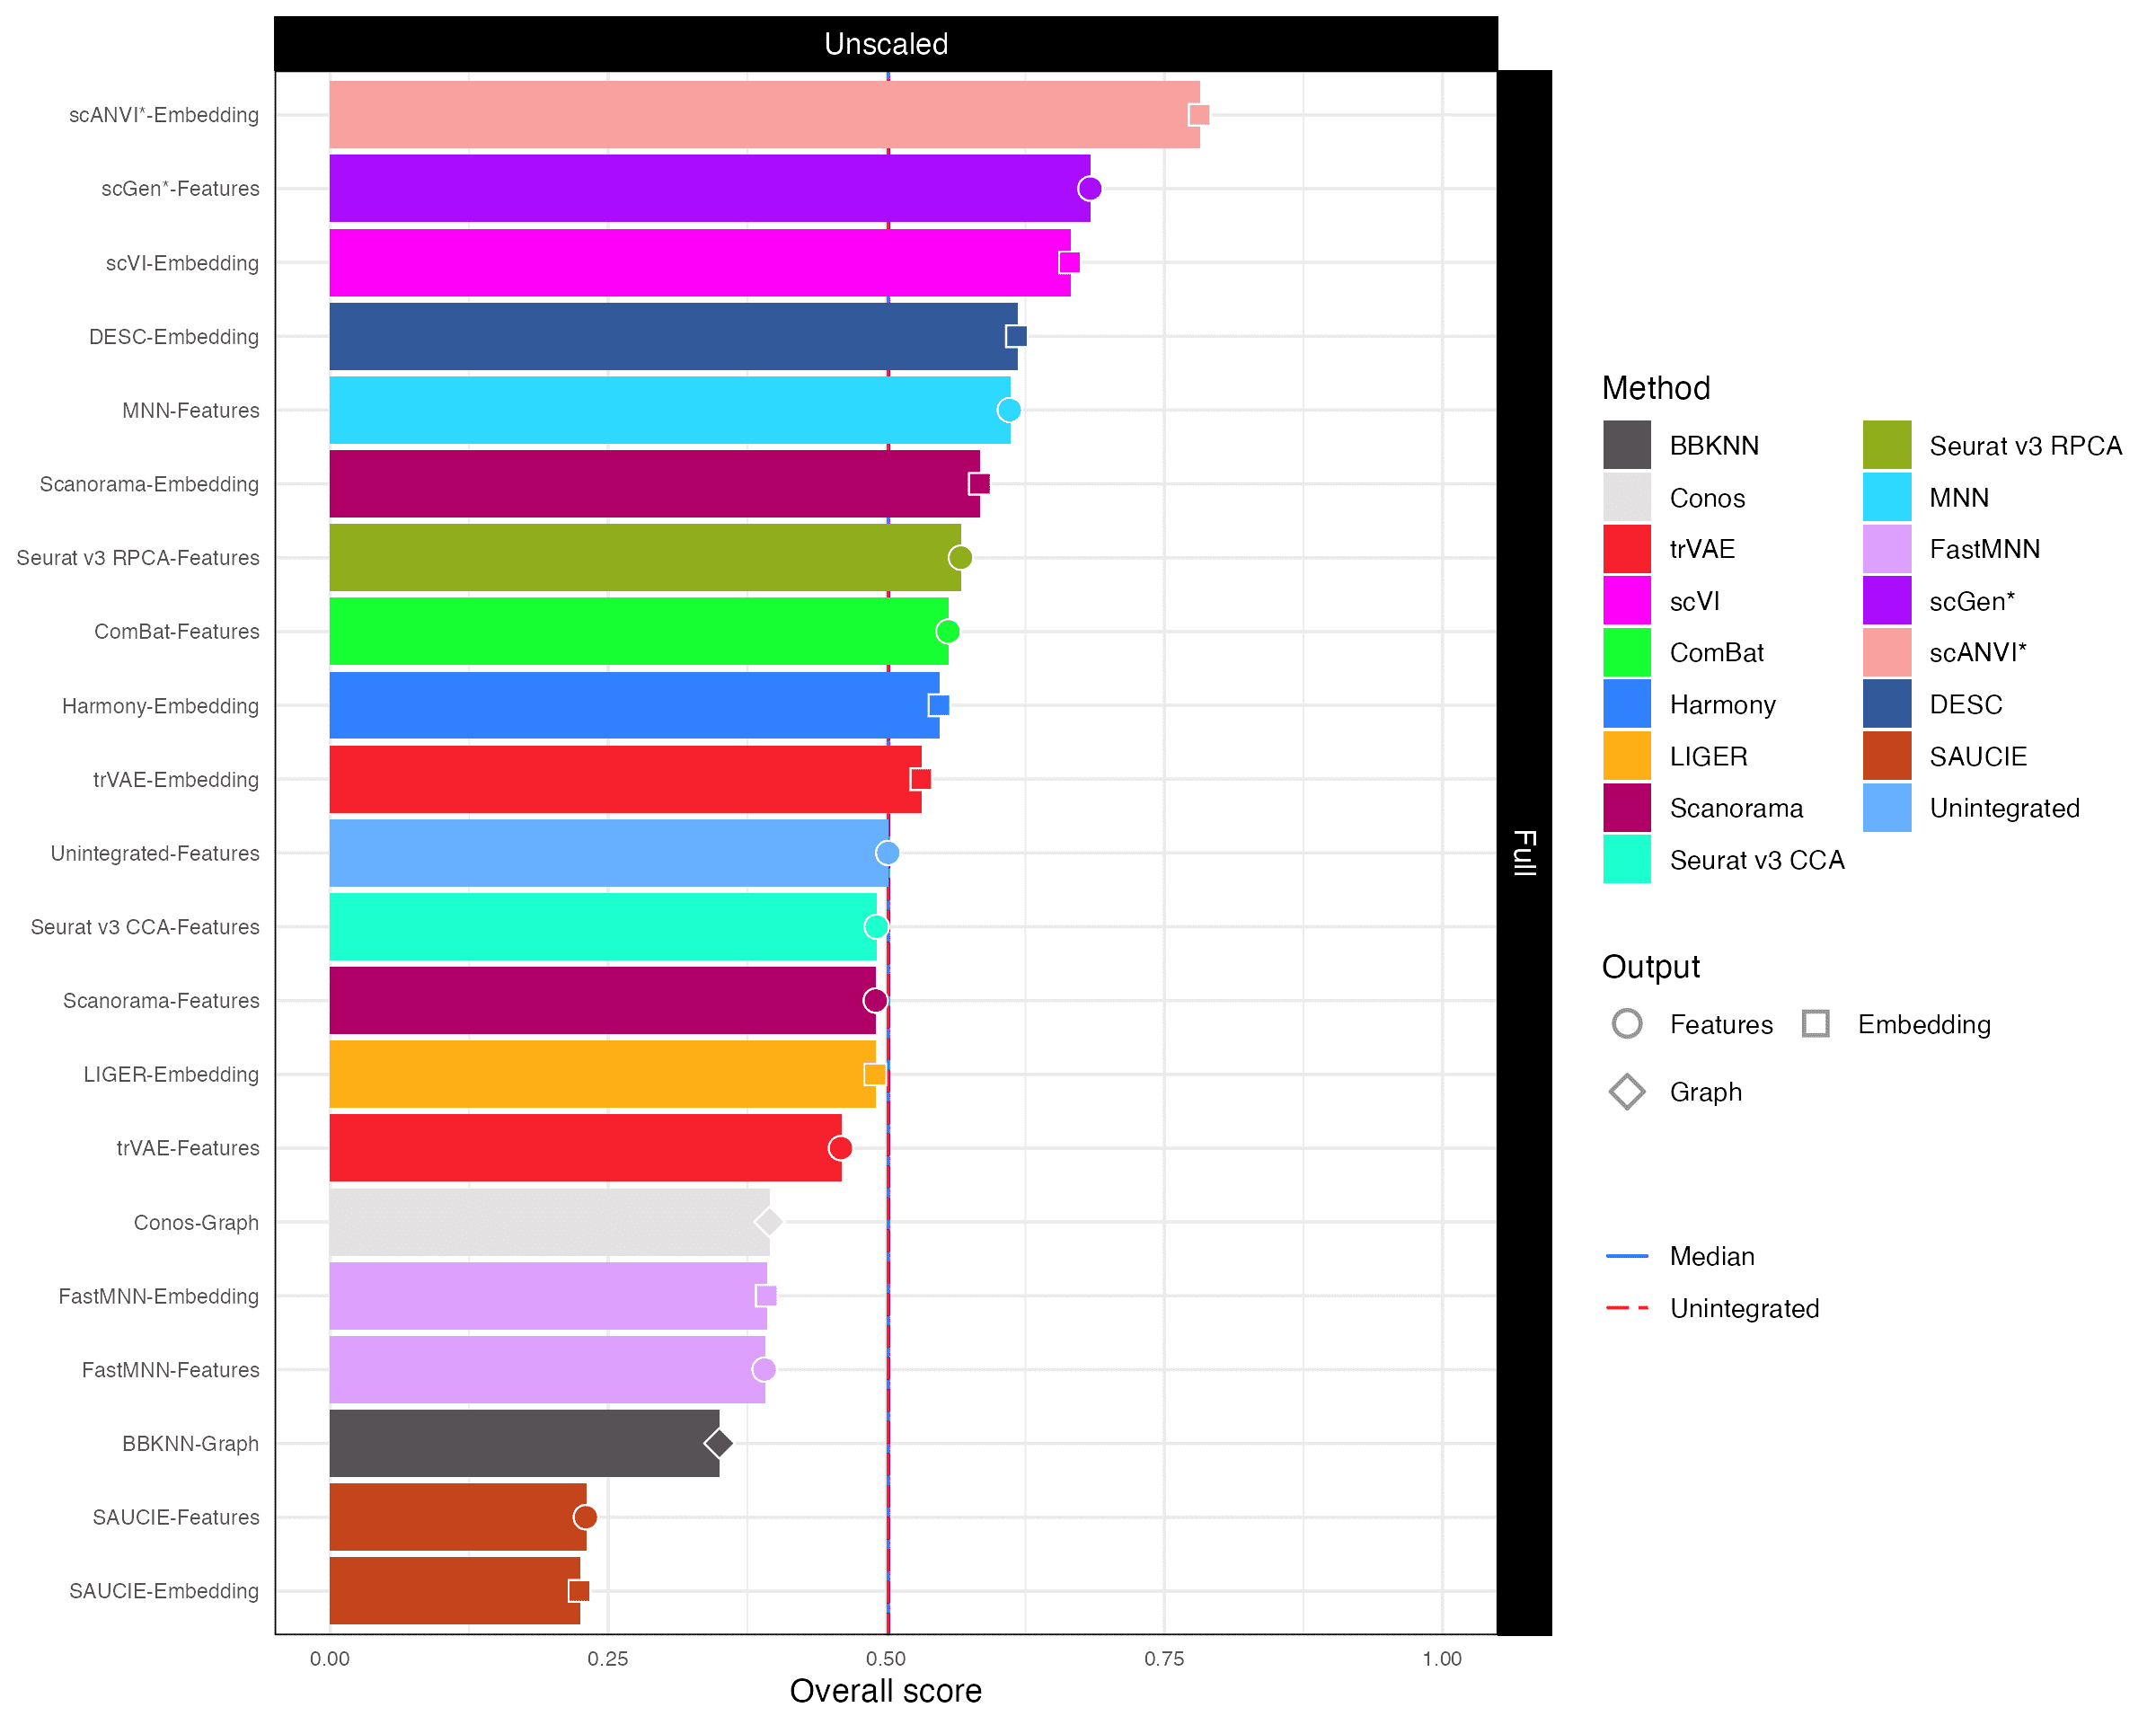 Unscaled
scANVI*-Embedding
scGen*-Features
scVI-Embedding
DESC-Embedding
MNN-Features
Scanorama-Embedding
Seurat v3 RPCA-Features
ComBat-Features
Harmony-Embedding
trVAE-Embedding
Unintegrated-Features
Seurat v3 CCA-Features
Scanorama-Features
LIGER-Embedding
trVAE-Features
Conos-Graph
FastMNN-Embedding
FastMNN-Features
BBKNN-Graph
SAUCIE-Features
SAUCIE-Embedding
0.00 0.25 0.50 0.75 1.00
Overall score
Full
Method
BBKNN
Conos
trVAE
scVI
ComBat
Harmony
LIGER
Scanorama
Seurat v3 CCA
Seurat v3 RPCA
MNN
FastMNN
scGen*
scANVI*
DESC
SAUCIE
Unintegrated
Output
Features Embedding
Graph
Median
Unintegrated